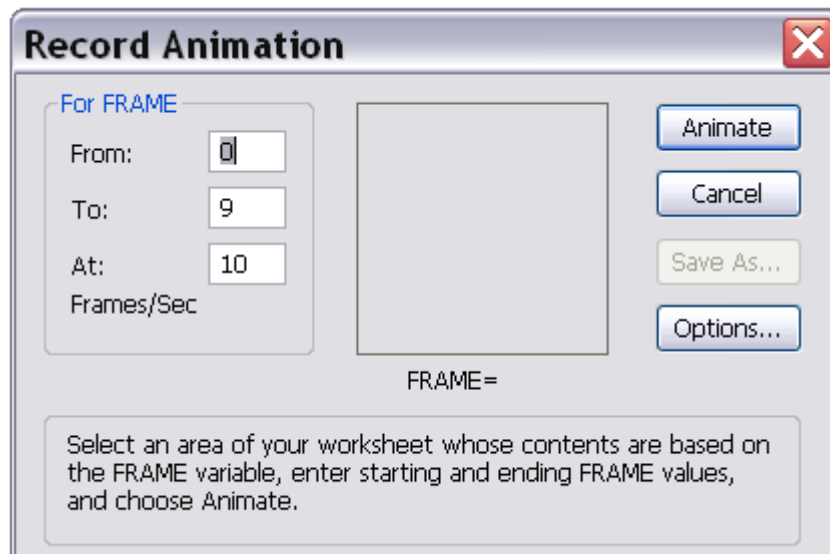 Record Animation
For FRAME
From: 0
To: 9
At: 10
Frames/Sec
Animate
Cancel
Save As...
Options...
FRAME=
Select an area of your worksheet whose contents are based on
the FRAME variable, enter starting and ending FRAME values,
and choose Animate.